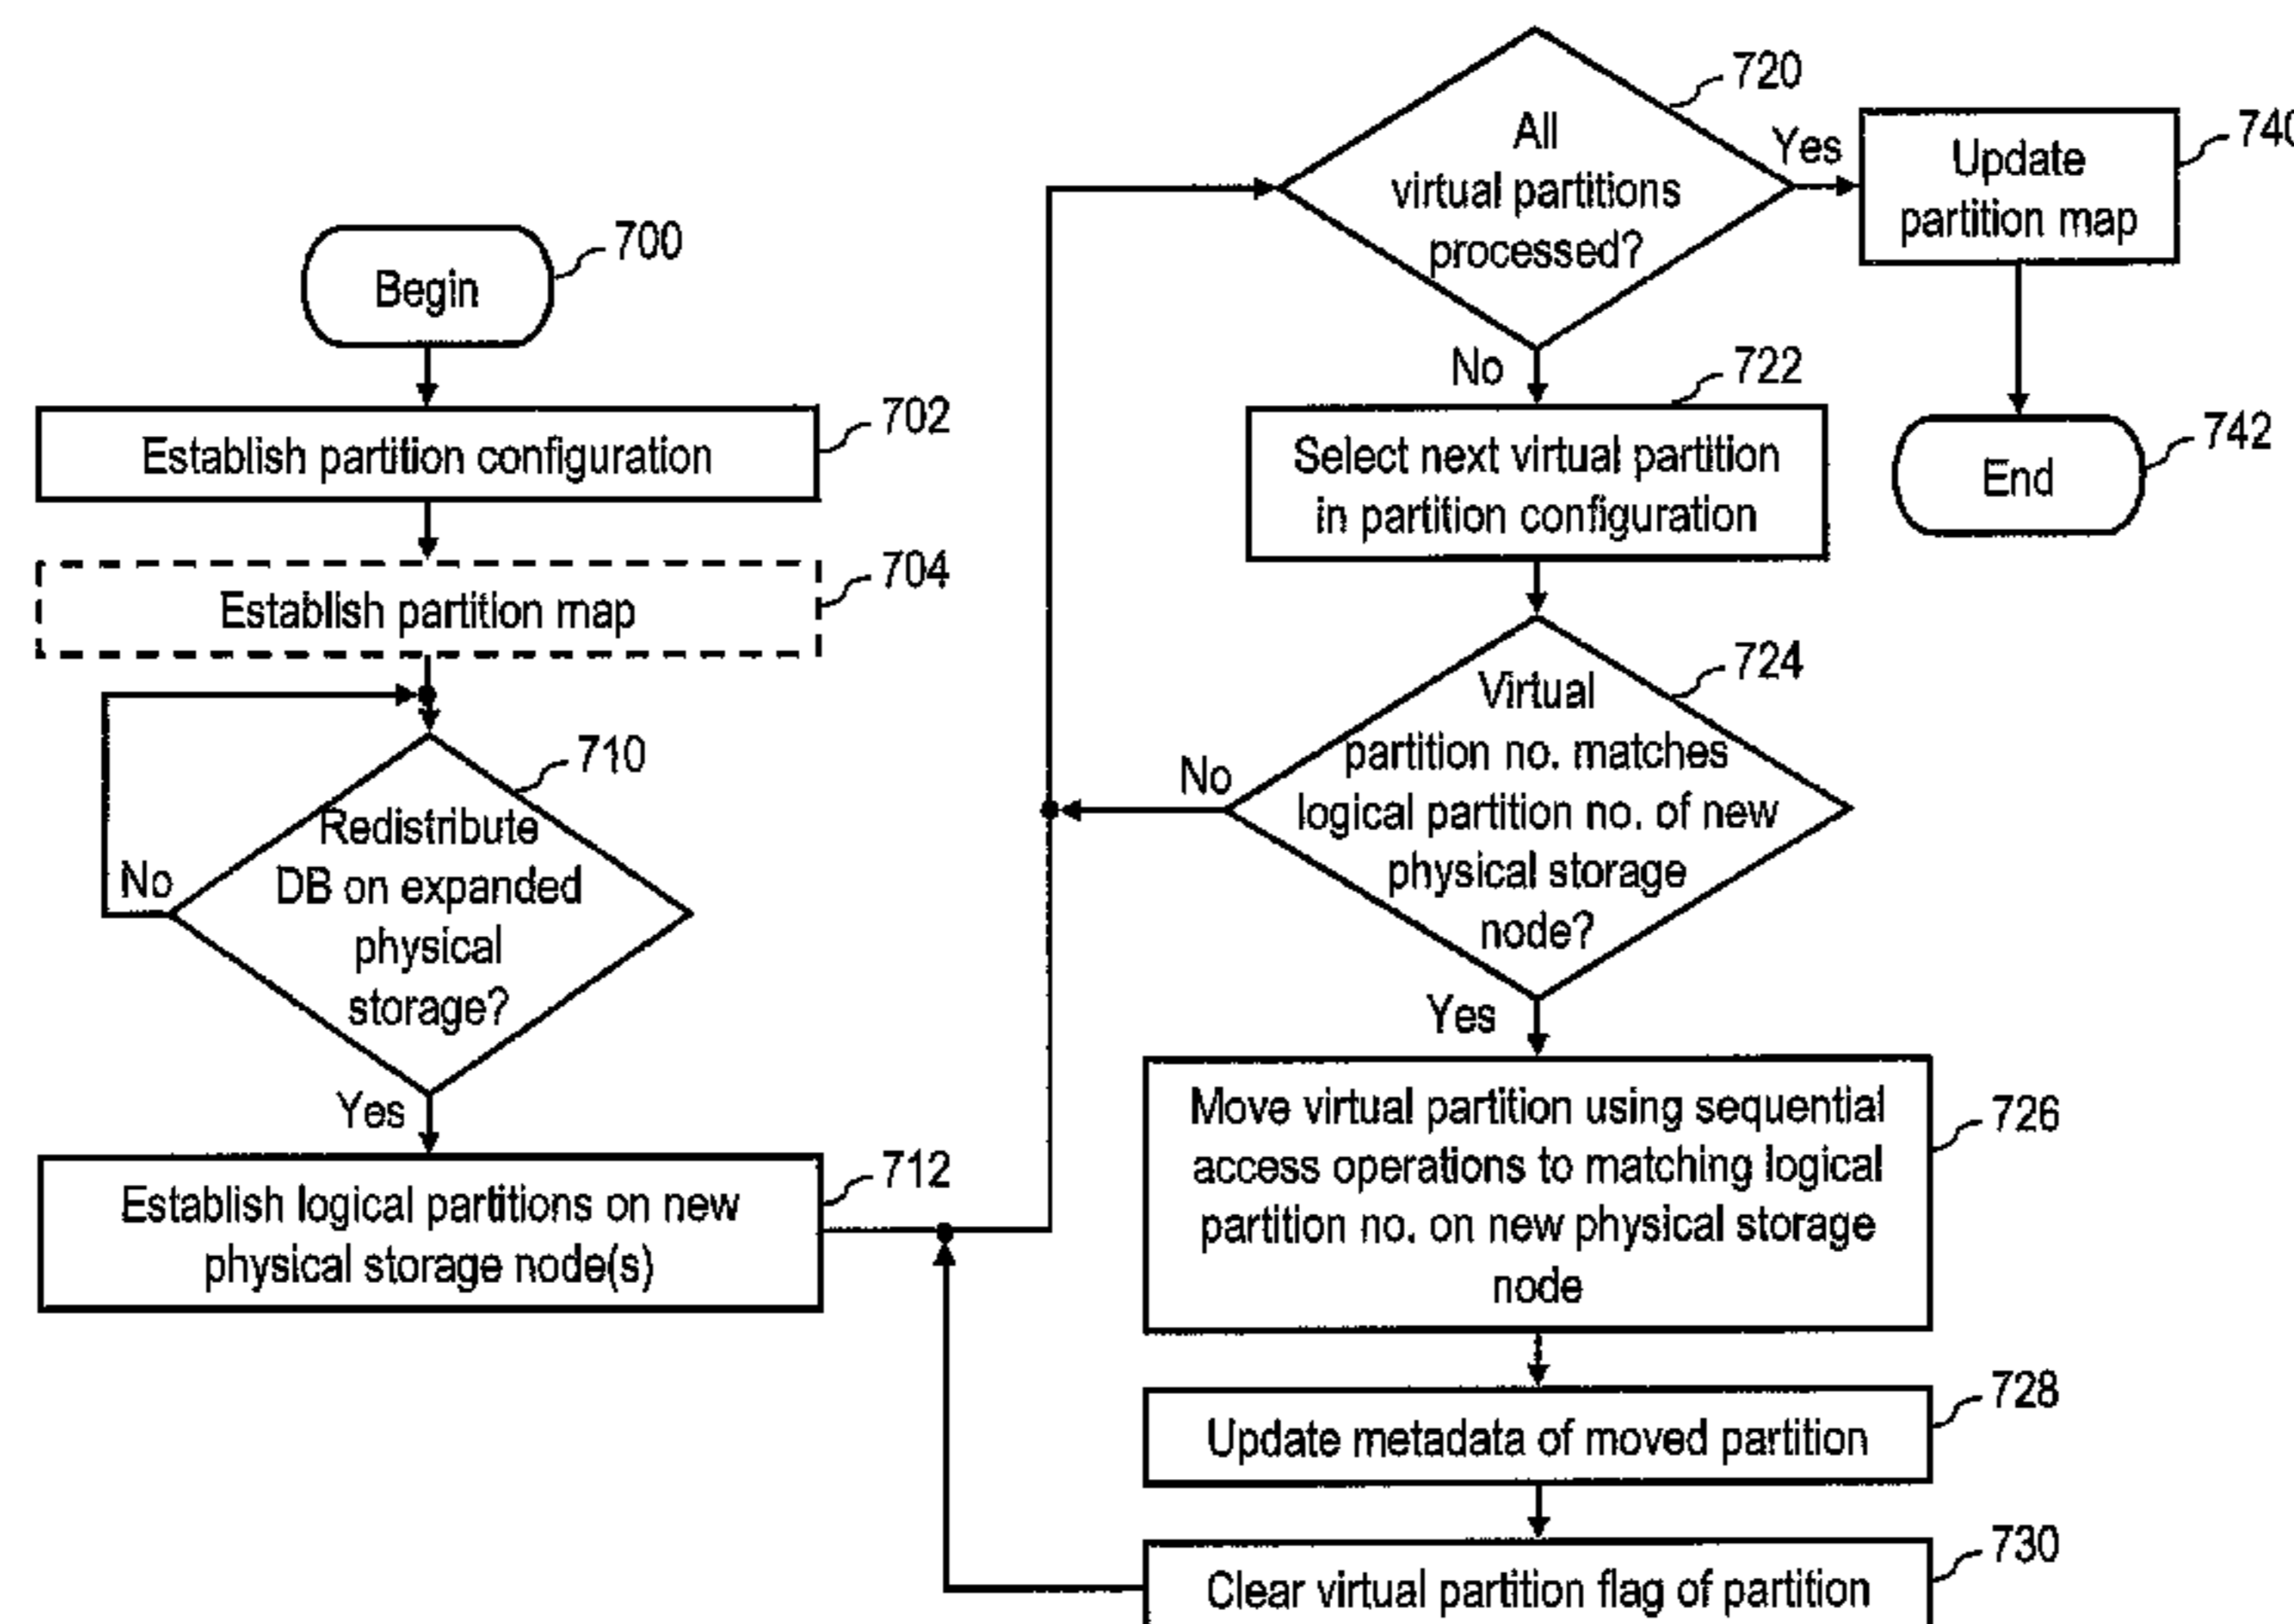 700
Begin
702
Establish partition configuration
704
Establish partition map
710
Redistribute
DB on expanded
physical
storage?
No
Yes
712
Establish logical partitions on new
physical storage node(s)
720
All
virtual partitions
processed?
Yes
740
Update
partition map
742
End
No
722
Select next virtual partition
in partition configuration
724
Virtual
partition no. matches
logical partition no. of new
physical storage
node?
No
Yes
726
Move virtual partition using sequential
access operations to matching logical
partition no. on new physical storage
node
728
Update metadata of moved partition
730
Clear virtual partition flag of partition